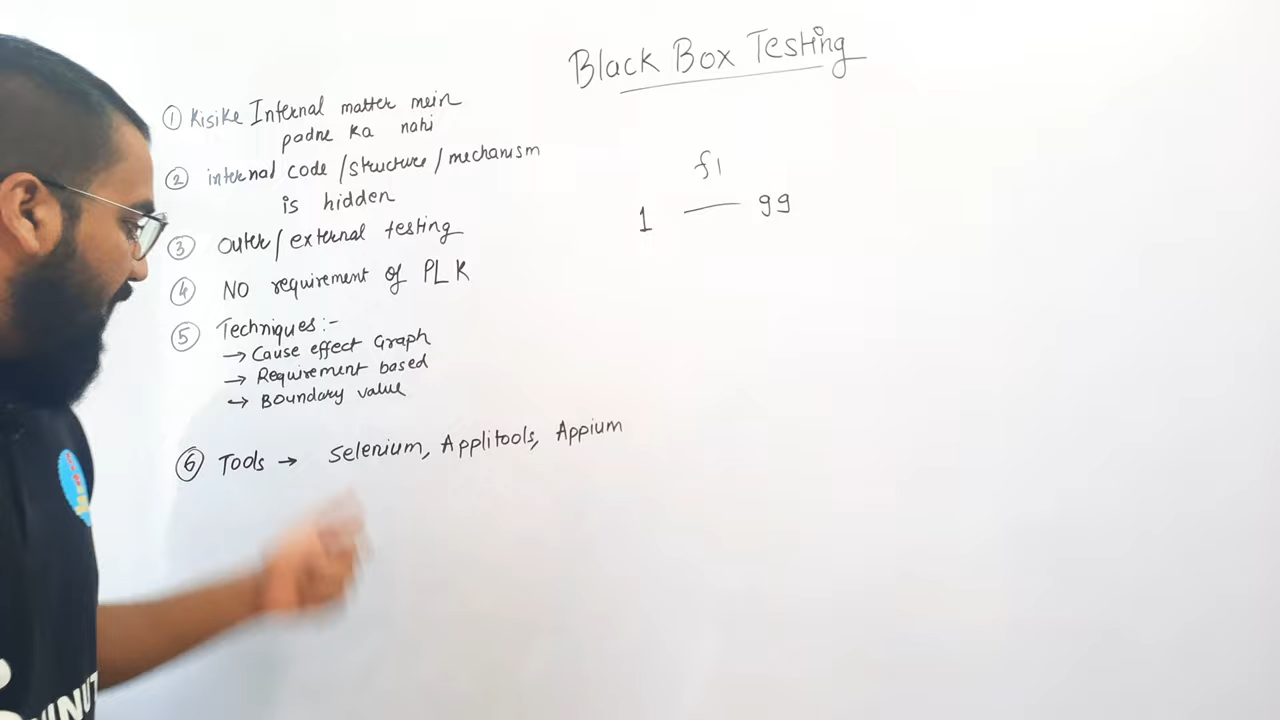 Black Box Testing
① Kisike Internal matter mein
padne ka nahi
② internal code / structure / mechanism
is hidden
③ outer / external testing
④ NO requirement of PLK
⑤ Techniques :-
→ Cause effect Graph
→ Requirement based
→ Boundary value
⑥ Tools → Selenium, Applitools, Appium
f1
1 — 99